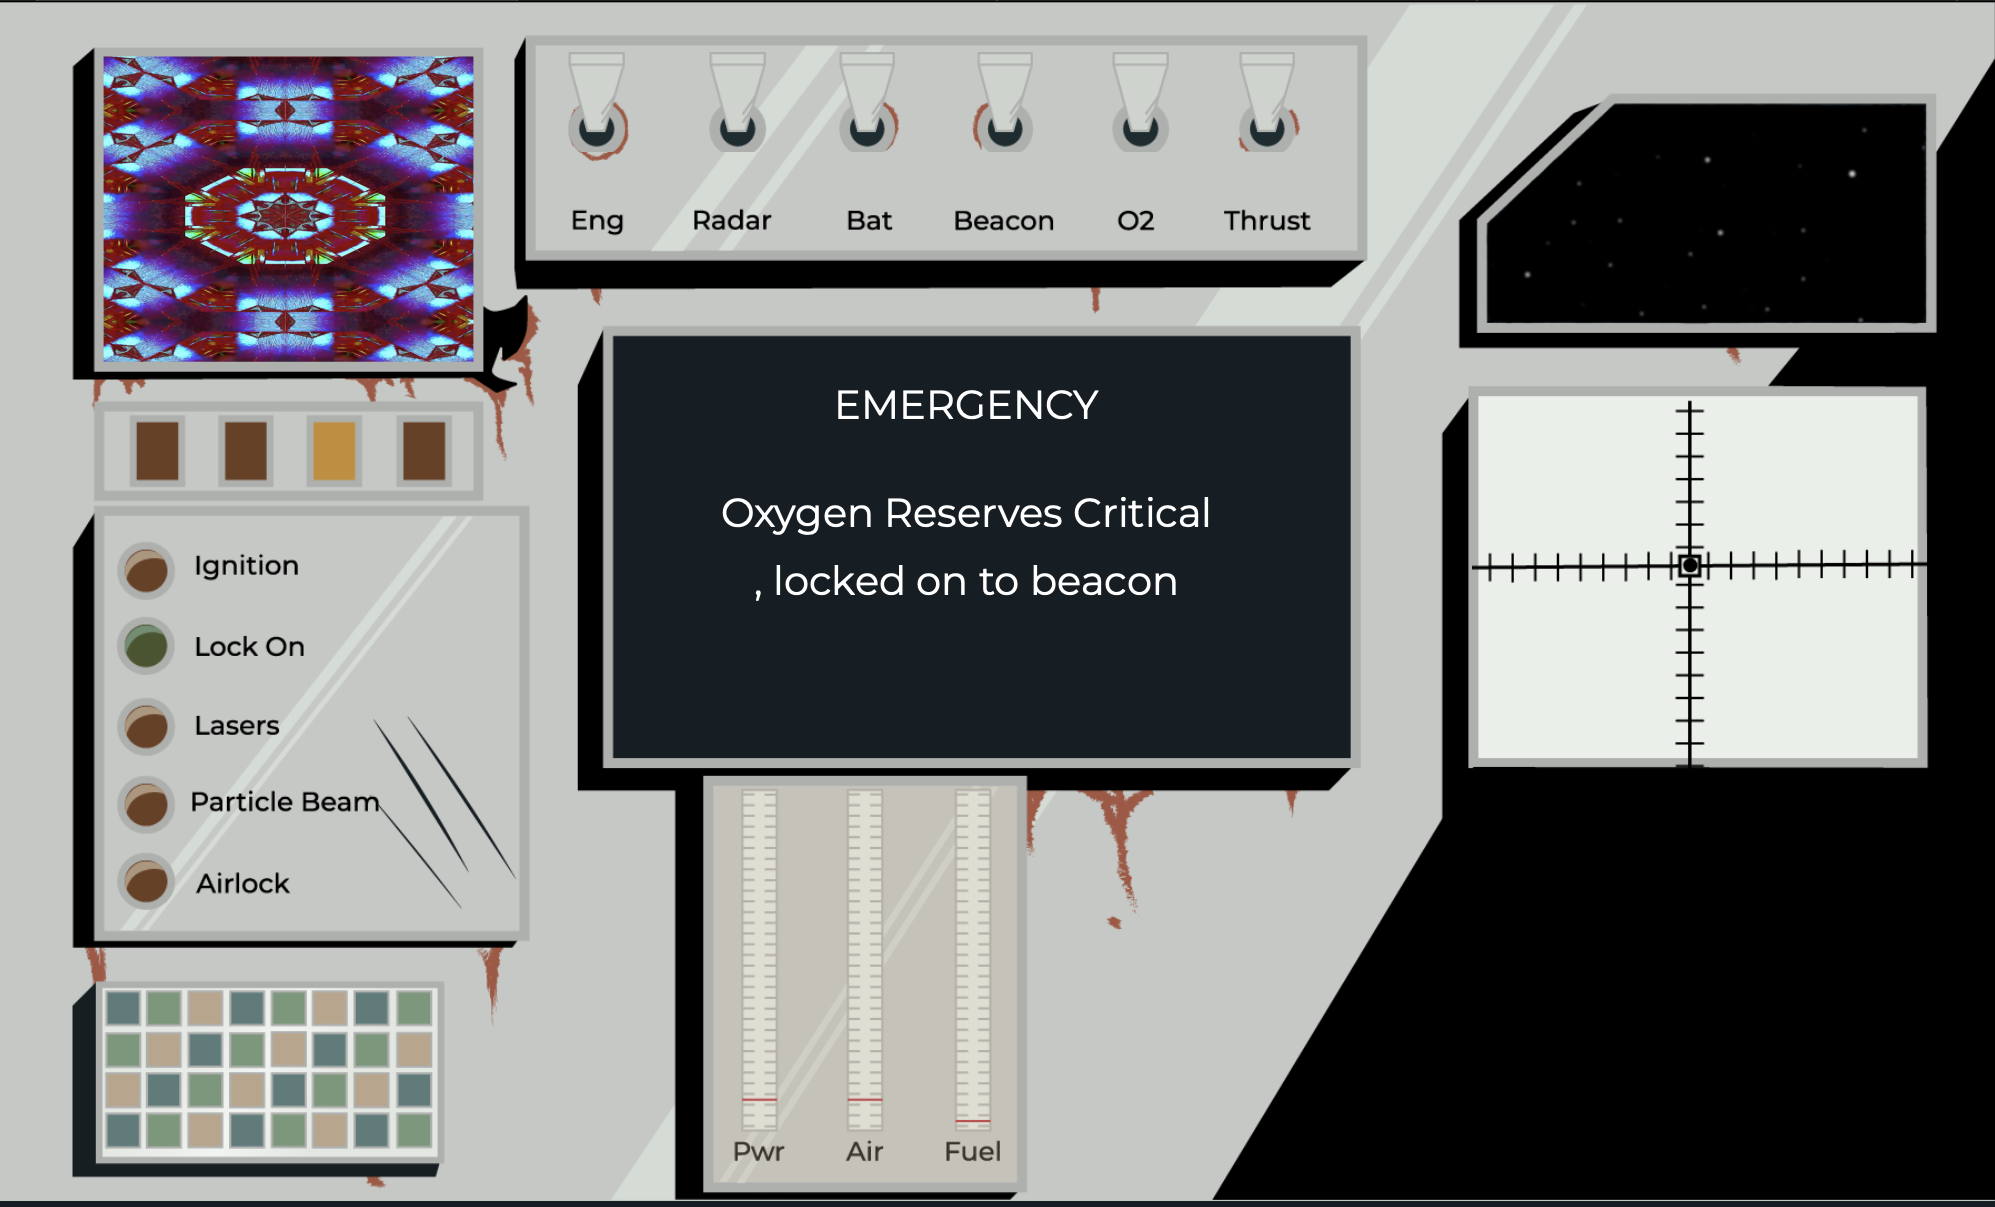 Eng Radar Bat Beacon O2 Thrust
EMERGENCY
Oxygen Reserves Critical
, locked on to beacon
Ignition
Lock On
Lasers
Particle Beam
Airlock
Pwr Air Fuel